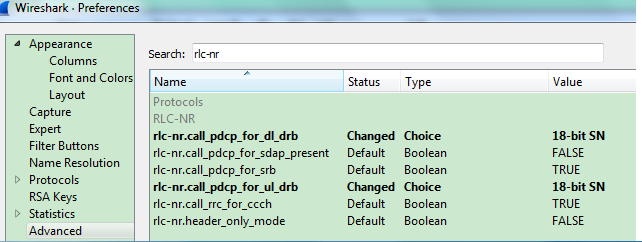 Wireshark · Preferences
Appearance
Columns
Font and Colors
Layout
Capture
Expert
Filter Buttons
Name Resolution
Protocols
RSA Keys
Statistics
Advanced
Search: rlc-nr
Name Status Type Value
Protocols
RLC-NR
rlc-nr.call_pdcp_for_dl_drb Changed Choice 18-bit SN
rlc-nr.call_pdcp_for_sdap_present Default Boolean FALSE
rlc-nr.call_pdcp_for_srb Default Boolean TRUE
rlc-nr.call_pdcp_for_ul_drb Changed Choice 18-bit SN
rlc-nr.call_rrc_for_ccch Default Boolean TRUE
rlc-nr.header_only_mode Default Boolean FALSE